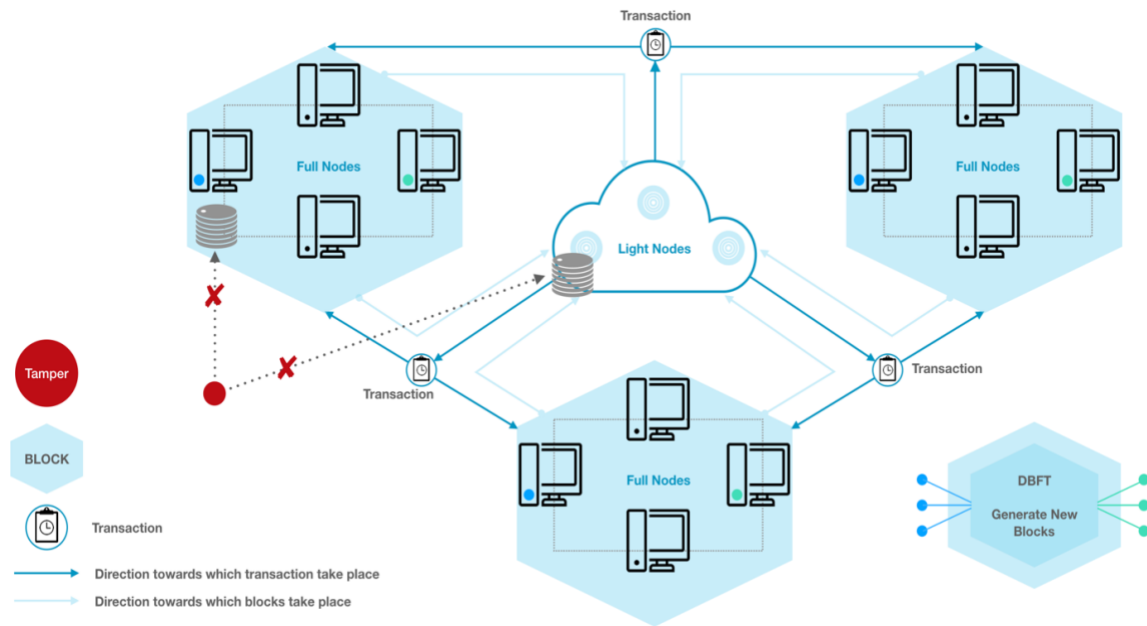 Transaction
Full Nodes
Full Nodes
Light Nodes
Tamper
Transaction
Transaction
BLOCK
Full Nodes
DBFT
Generate New
Blocks
Transaction
Direction towards which transaction take place
Direction towards which blocks take place